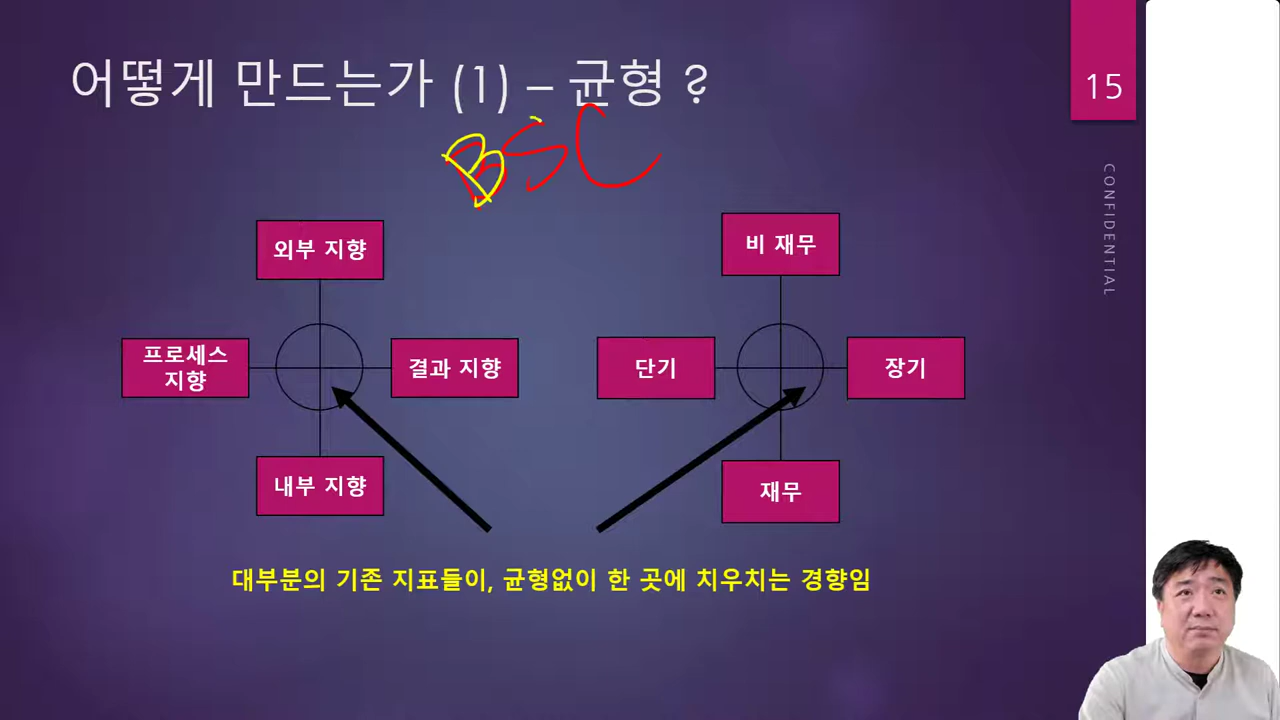 어떻게 만드는가 (1) – 균형 ?
15
BSC
CONFIDENTIAL
외부 지향
비 재무
프로세스
지향
결과 지향
단기
장기
내부 지향
재무
대부분의 기존 지표들이, 균형없이 한 곳에 치우치는 경향임